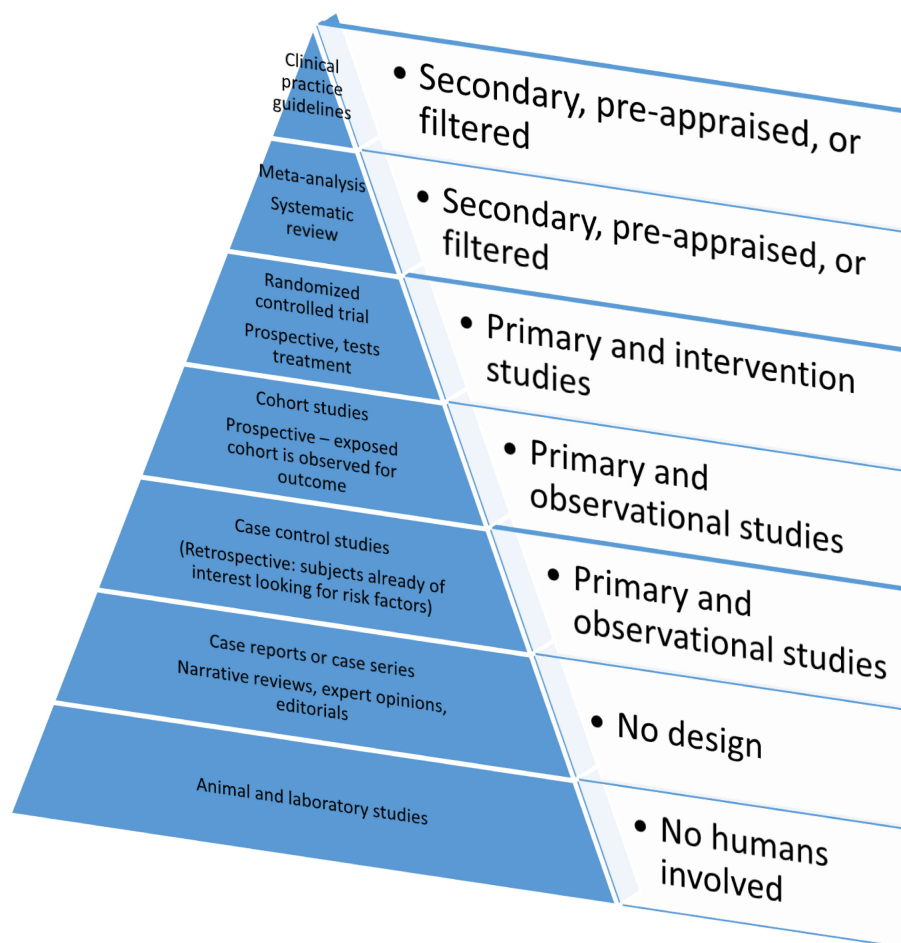 Clinical
practice
guidelines
• Secondary, pre-appraised, or
filtered
Meta-analysis
Systematic
review
• Secondary, pre-appraised, or
filtered
Randomized
controlled trial
Prospective, tests
treatment
• Primary and intervention
studies
Cohort studies
Prospective – exposed
cohort is observed for
outcome
• Primary and
observational studies
Case control studies
(Retrospective: subjects already of
interest looking for risk factors)
• Primary and
observational studies
Case reports or case series
Narrative reviews, expert opinions,
editorials
• No design
Animal and laboratory studies
• No humans
involved